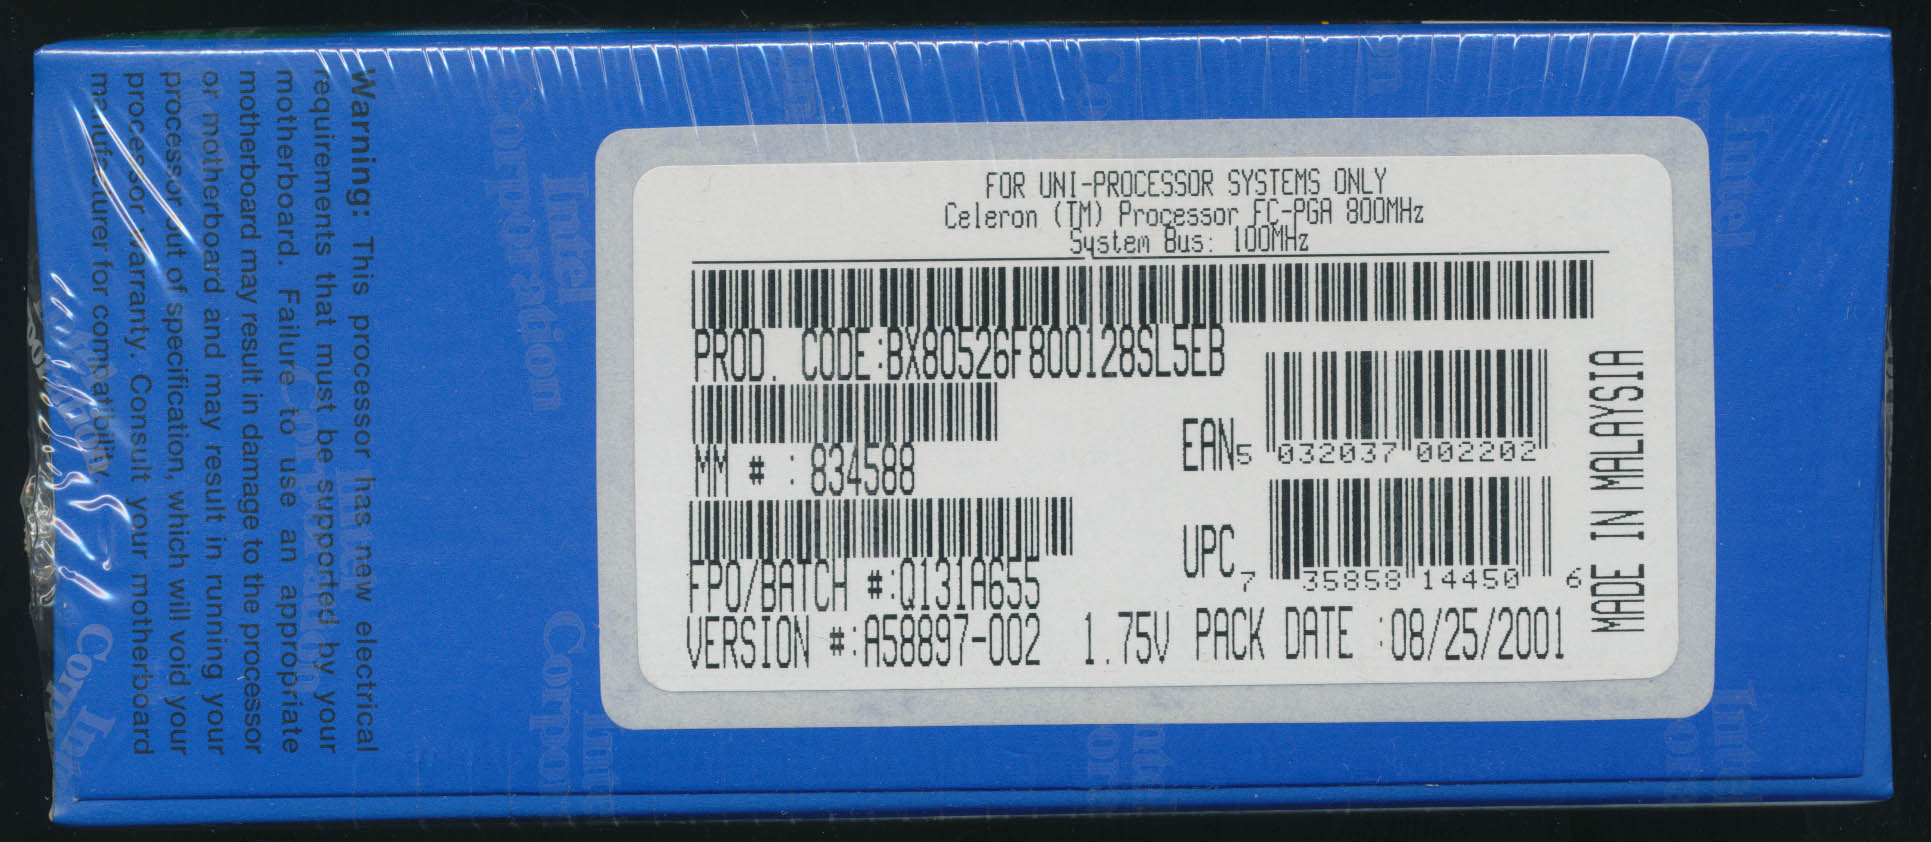 Warning: This processor has new electrical
requirements that must be supported by your
motherboard. Failure to use an appropriate
motherboard may result in damage to the processor
or motherboard and may result in running your
processor out of specification, which will void your
processor warranty. Consult your motherboard
manufacturer for compatibility.
FOR UNI-PROCESSOR SYSTEMS ONLY
Celeron (TM) Processor FC-PGA 800MHz
System Bus: 100MHz
PROD. CODE:BX80526F800128SL5EB
MM # : 834588
EAN 5 032037 002202
FPO/BATCH #:Q131A655
UPC 7 35858 14450 6
VERSION #:A58897-002 1.75V PACK DATE :08/25/2001
MADE IN MALAYSIA
Intel
Corporation